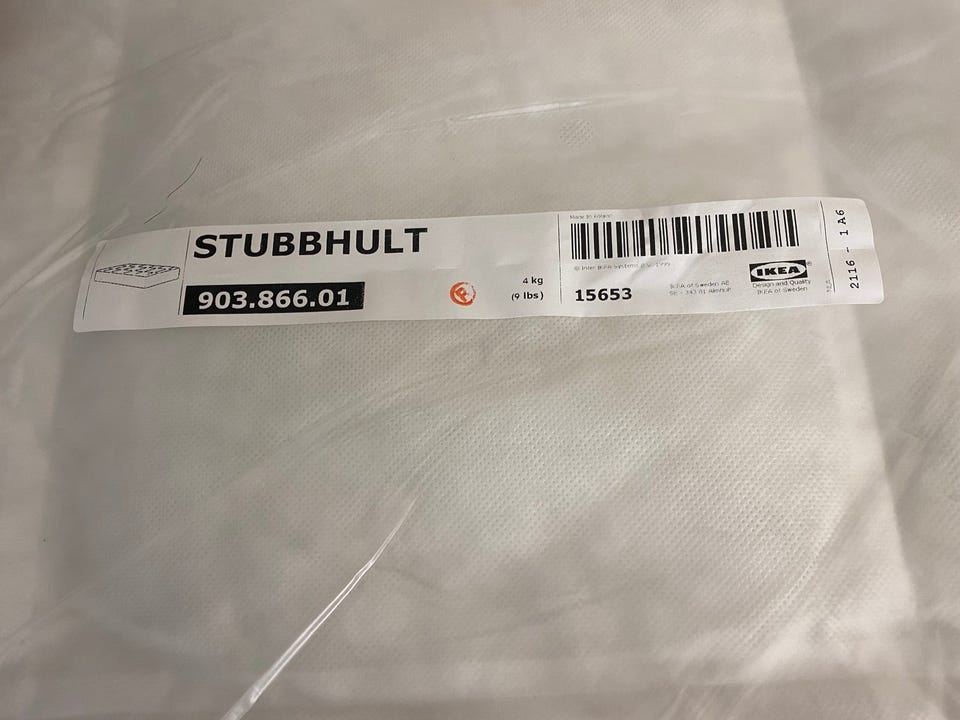 STUBBHULT
903.866.01
4 kg
(9 lbs)
Made in Poland
© Inter IKEA Systems B.V. 1999
15653
IKEA of Sweden AB
SE - 343 81 Älmhult
IKEA
®
Design and Quality
IKEA of Sweden
2116 - 1 A6